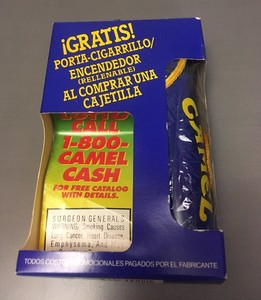 ¡GRATIS!
PORTA-CIGARRILLO/
ENCENDEDOR
(RELLENABLE)
AL COMPRAR UNA
CAJETILLA
CALL
1-800-
CAMEL
CASH
FOR FREE CATALOG
WITH DETAILS.
SURGEON GENERAL'S
WARNING: Smoking Causes
Lung Cancer, Heart Disease,
Emphysema, And
CAMEL
TODOS COSTOS PROMOCIONALES PAGADOS POR EL FABRICANTE